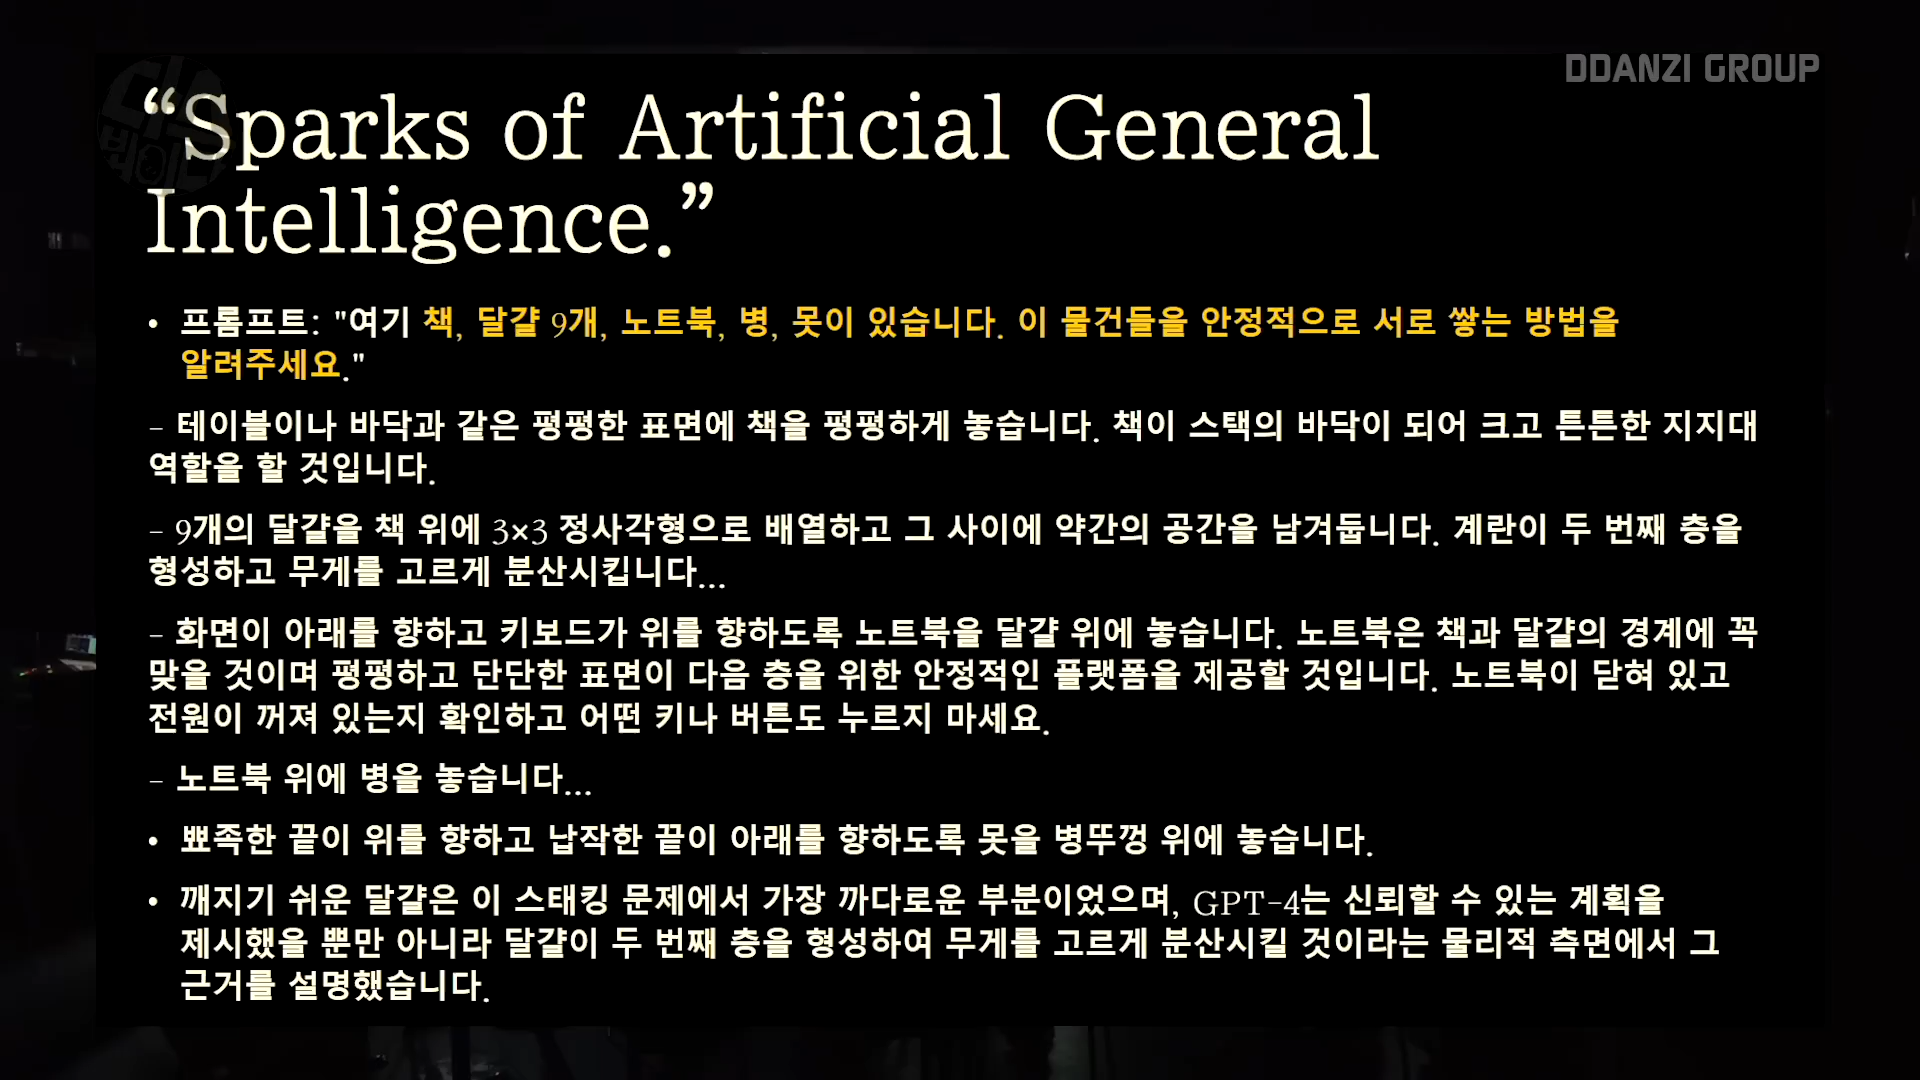 DDANZI GROUP
“Sparks of Artificial General
Intelligence.”
• 프롬프트: "여기 책, 달걀 9개, 노트북, 병, 못이 있습니다. 이 물건들을 안정적으로 서로 쌓는 방법을
알려주세요."
– 테이블이나 바닥과 같은 평평한 표면에 책을 평평하게 놓습니다. 책이 스택의 바닥이 되어 크고 튼튼한 지지대
역할을 할 것입니다.
– 9개의 달걀을 책 위에 3×3 정사각형으로 배열하고 그 사이에 약간의 공간을 남겨둡니다. 계란이 두 번째 층을
형성하고 무게를 고르게 분산시킵니다...
– 화면이 아래를 향하고 키보드가 위를 향하도록 노트북을 달걀 위에 놓습니다. 노트북은 책과 달걀의 경계에 꼭
맞을 것이며 평평하고 단단한 표면이 다음 층을 위한 안정적인 플랫폼을 제공할 것입니다. 노트북이 닫혀 있고
전원이 꺼져 있는지 확인하고 어떤 키나 버튼도 누르지 마세요.
– 노트북 위에 병을 놓습니다...
• 뾰족한 끝이 위를 향하고 납작한 끝이 아래를 향하도록 못을 병뚜껑 위에 놓습니다.
• 깨지기 쉬운 달걀은 이 스태킹 문제에서 가장 까다로운 부분이었으며, GPT-4는 신뢰할 수 있는 계획을
제시했을 뿐만 아니라 달걀이 두 번째 층을 형성하여 무게를 고르게 분산시킬 것이라는 물리적 측면에서 그
근거를 설명했습니다.